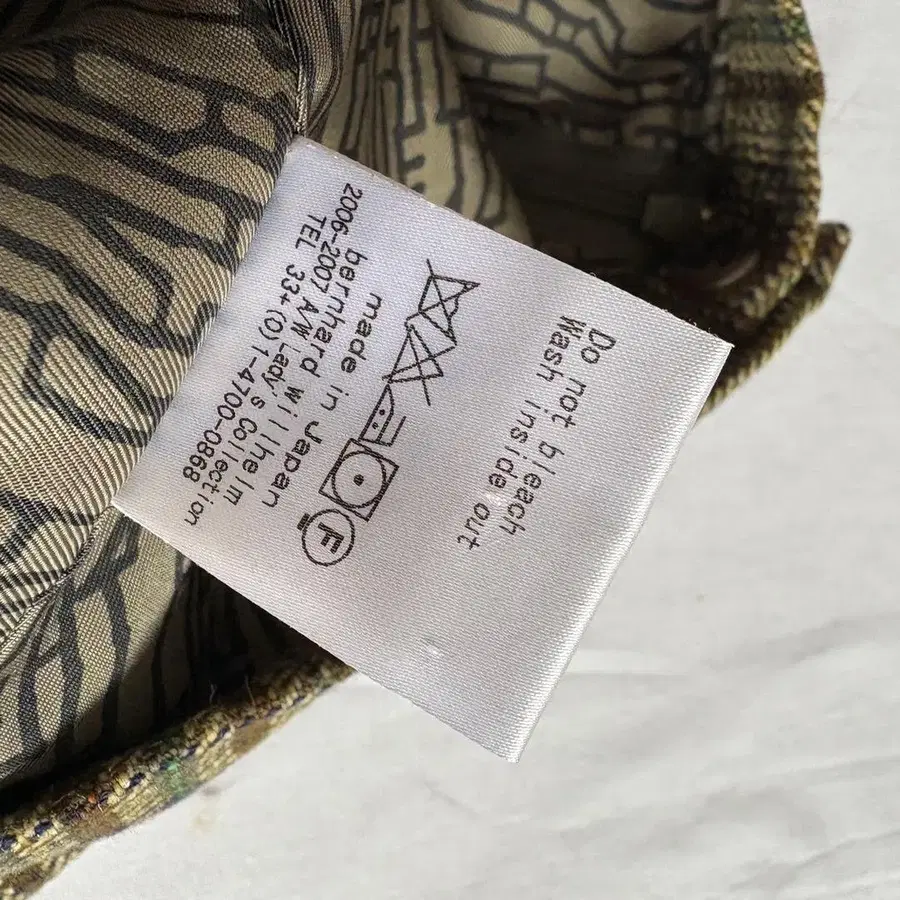 Do not bleach
Wash inside out
F
made in Japan
bernhard willhelm
2006-2007 A/W Lady's Collection
TEL 33+(0)1-4700-0868